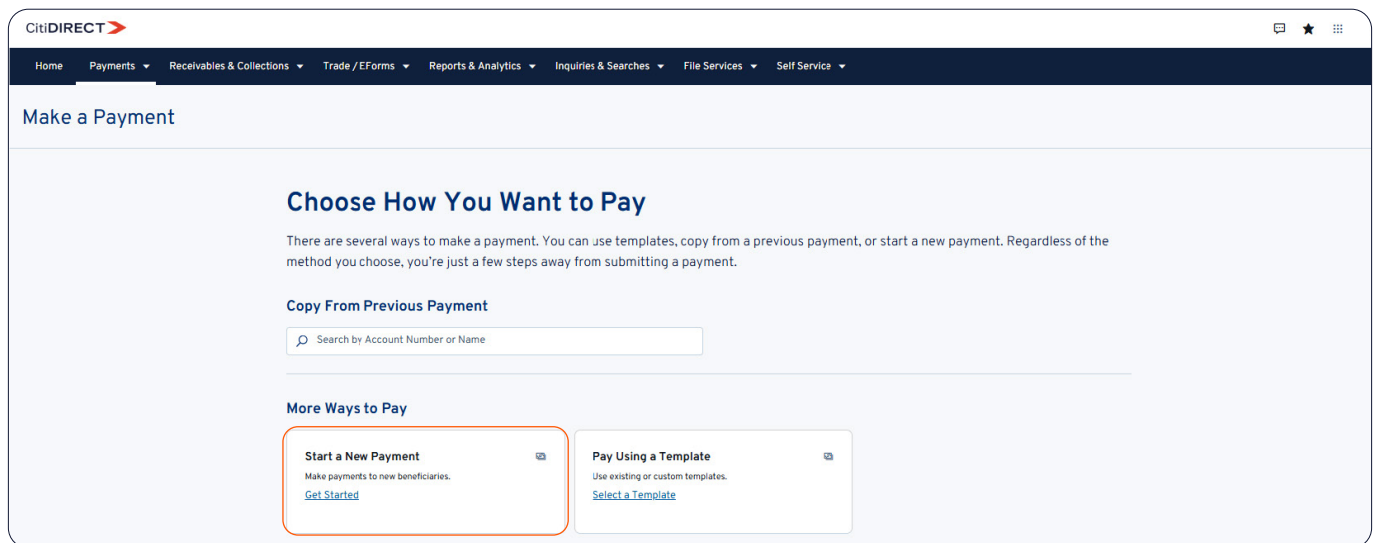 CitiDIRECT
Home Payments Receivables & Collections Trade / EForms Reports & Analytics Inquiries & Searches File Services Self Service
Make a Payment
Choose How You Want to Pay
There are several ways to make a payment. You can use templates, copy from a previous payment, or start a new payment. Regardless of the
method you choose, you're just a few steps away from submitting a payment.
Copy From Previous Payment
Search by Account Number or Name
More Ways to Pay
Start a New Payment
Make payments to new beneficiaries.
Get Started
Pay Using a Template
Use existing or custom templates.
Select a Template